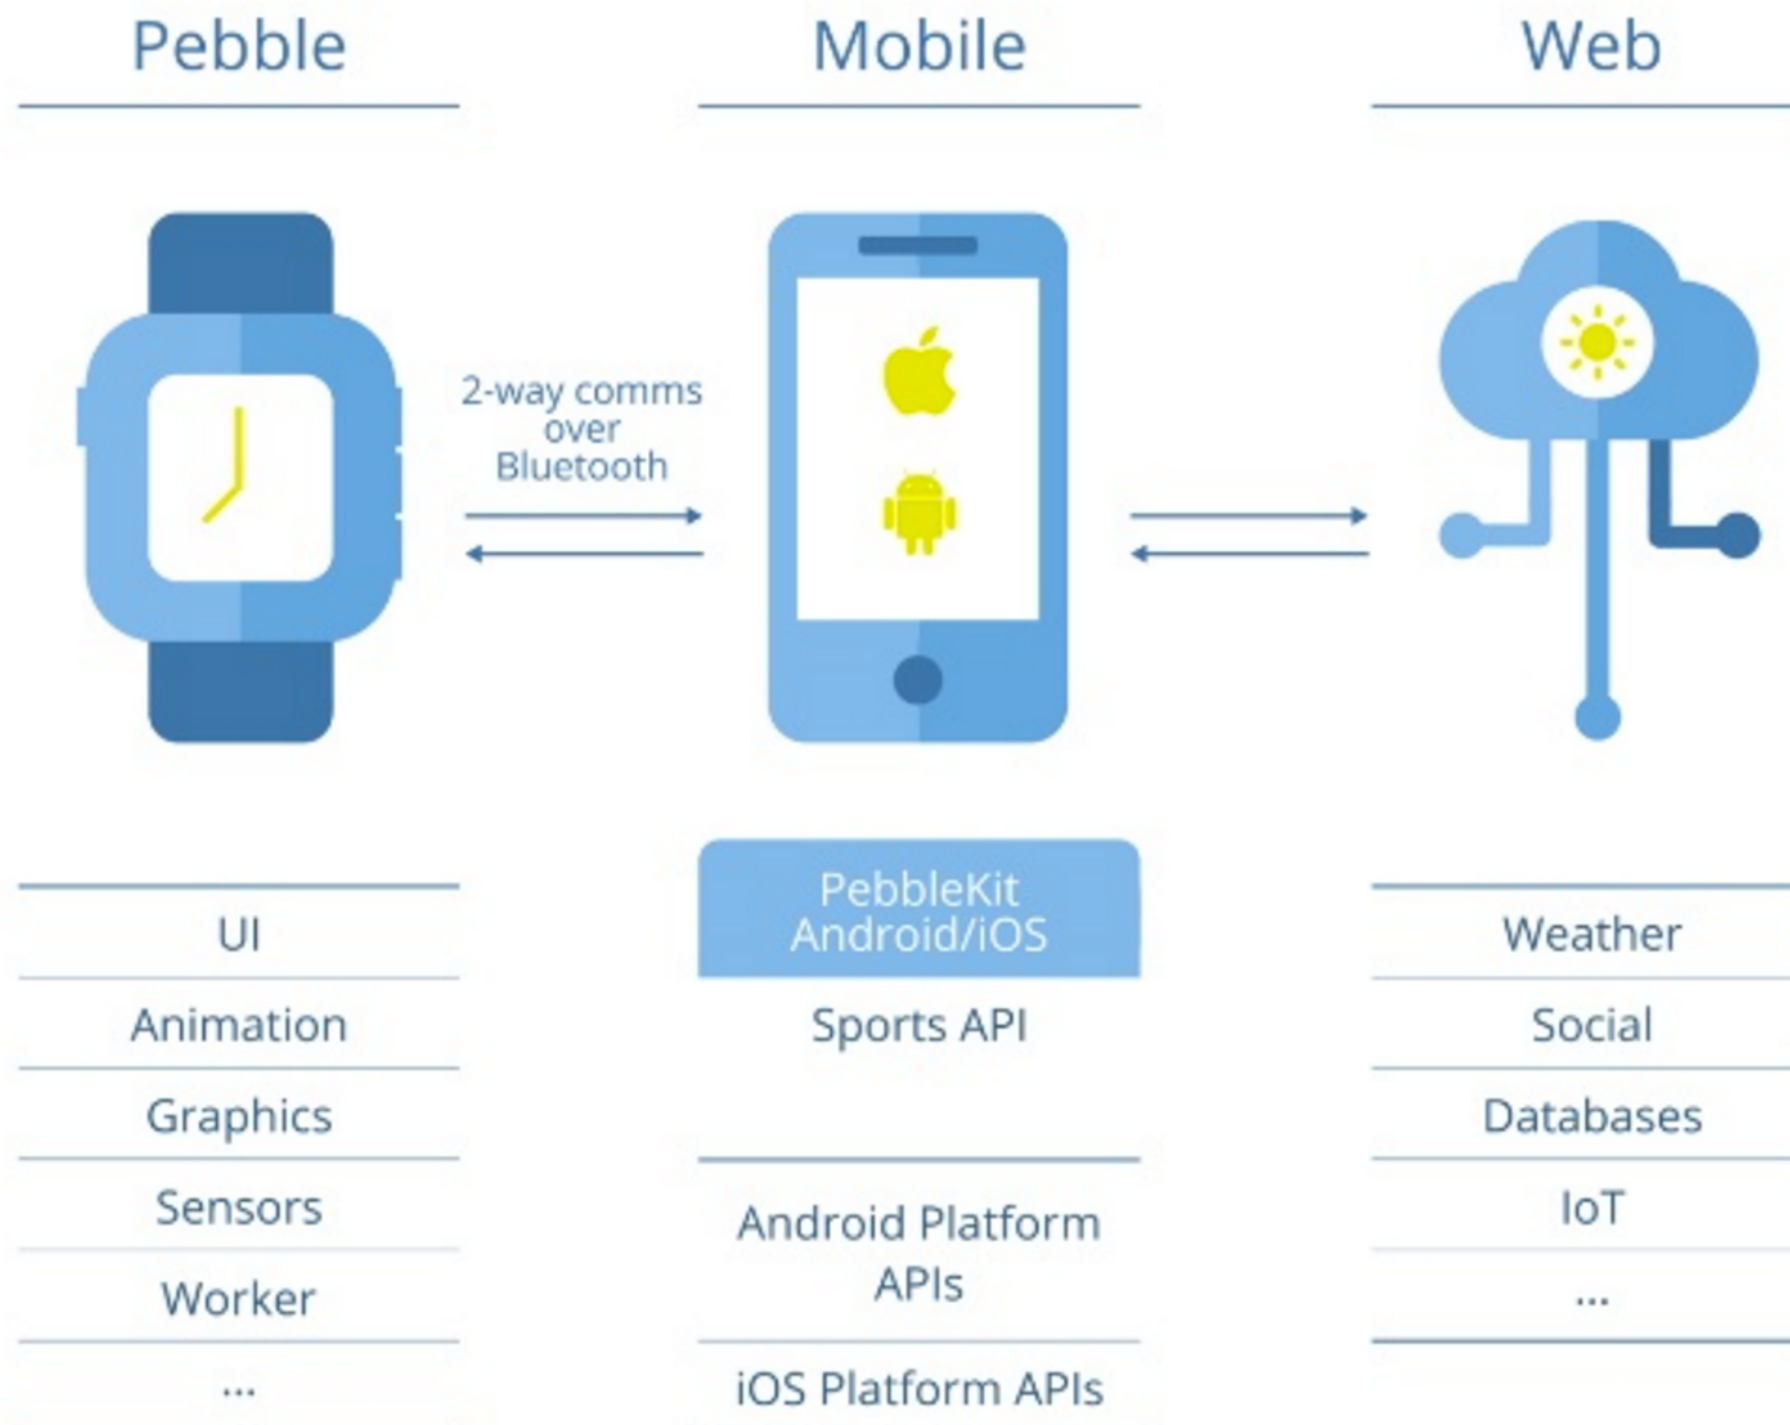 Pebble
Mobile
Web
2-way comms
over
Bluetooth
UI
Animation
Graphics
Sensors
Worker
...
PebbleKit
Android/iOS
Sports API
Android Platform
APIs
iOS Platform APIs
Weather
Social
Databases
IoT
...